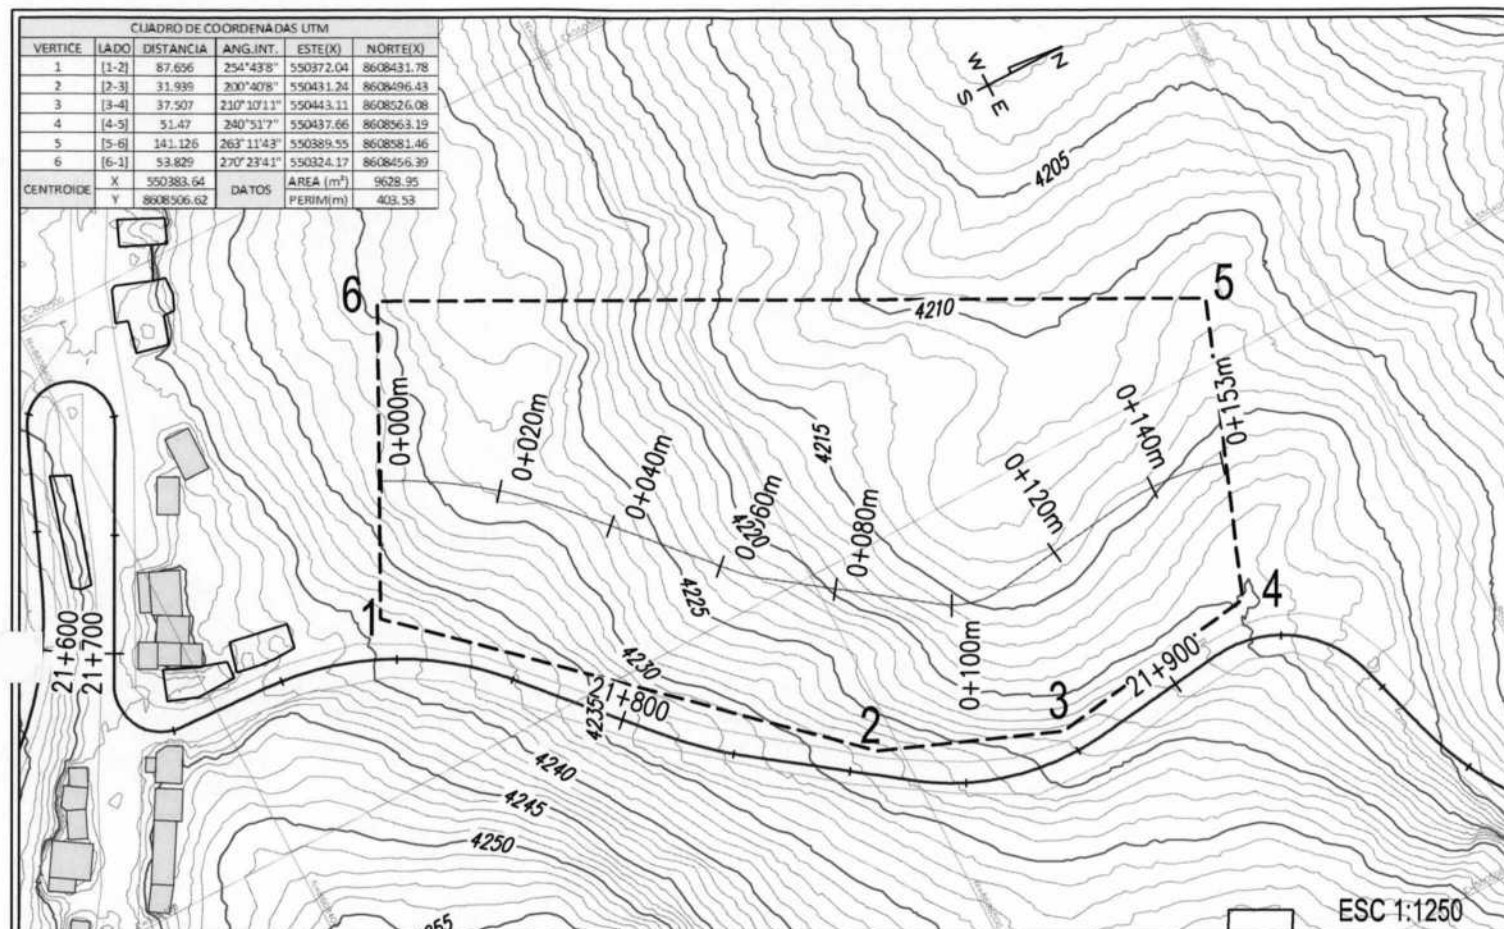 CUADRO DE COORDENADAS UTM
VERTICE LADO DISTANCIA ANG.INT. ESTE(X) NORTE(X)
1 [1-2] 87.656 254°43'8" 550372.04 8608431.78
2 [2-3] 31.939 200°40'8" 550431.24 8608496.43
3 [3-4] 37.507 210°10'11" 550443.11 8608526.08
4 [4-5] 51.47 240°51'7" 550437.66 8608563.19
5 [5-6] 141.126 263°11'43" 550389.55 8608581.46
6 [6-1] 53.829 270°23'41" 550324.17 8608456.39
CENTROIDE X 550383.64 DATOS AREA (m²) 9628.95
Y 8608506.62 PERIM(m) 403.53
N
W
S
E
4205
6
5
4210
0+000m
0+020m
0+040m
60m
0+080m
0+100m
0+120m
0+140m
0+153m
4215
4220
4225
1
4
21+600
21+700
4230
21+800
4235
2
3
21+900
4240
4245
4250
ESC 1:1250